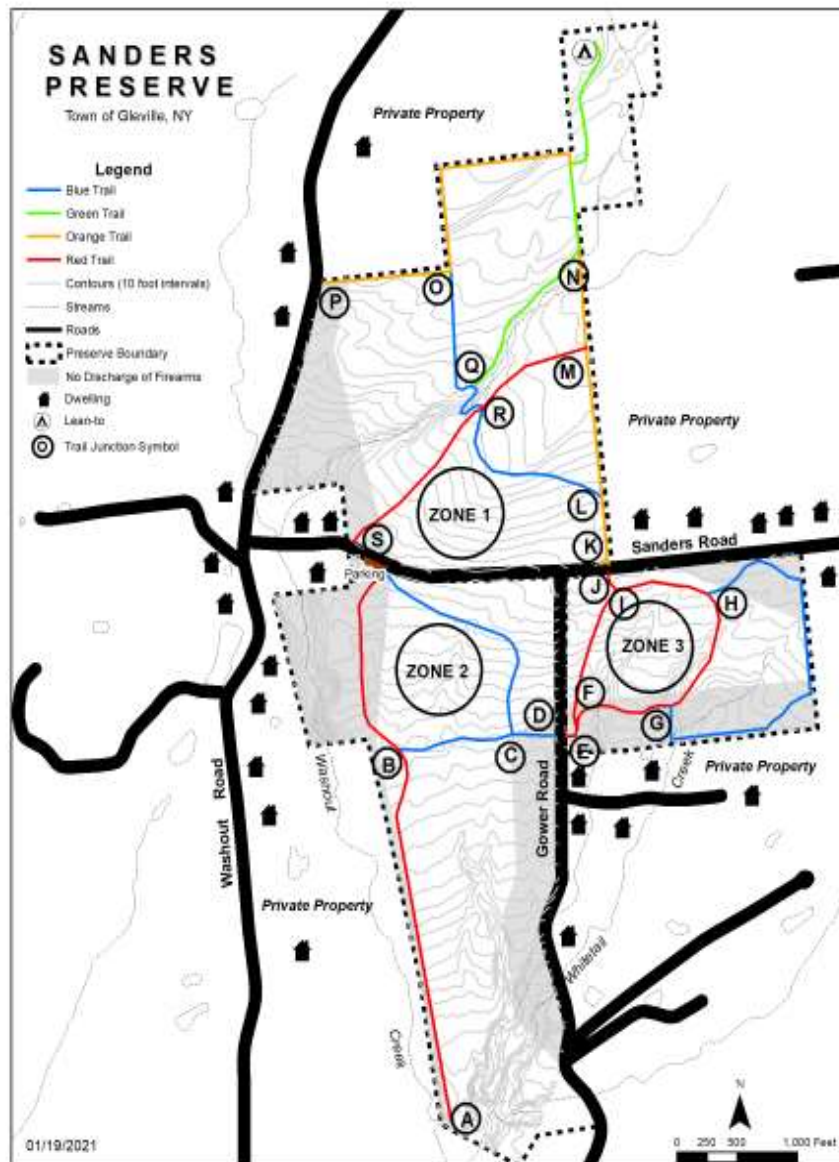 SANDERS
PRESERVE
Town of Gleville, NY
Legend
Blue Trail
Green Trail
Orange Trail
Red Trail
Contours (10 foot intervals)
Streams
Roads
Preserve Boundary
No Discharge of Firearms
Dwelling
Lean-to
O Trail Junction Symbol
Private Property
P
O
N
Q
M
R
Private Property
L
ZONE 1
S
K
Sanders Road
Parking
J
I
H
ZONE 3
ZONE 2
F
D
G
B
C
E
Washout
Creek
Private Property
Washout Road
Gower Road
Private Property
Whitetail
Creek
A
N
01/19/2021
0 250 500 1,000 Feet